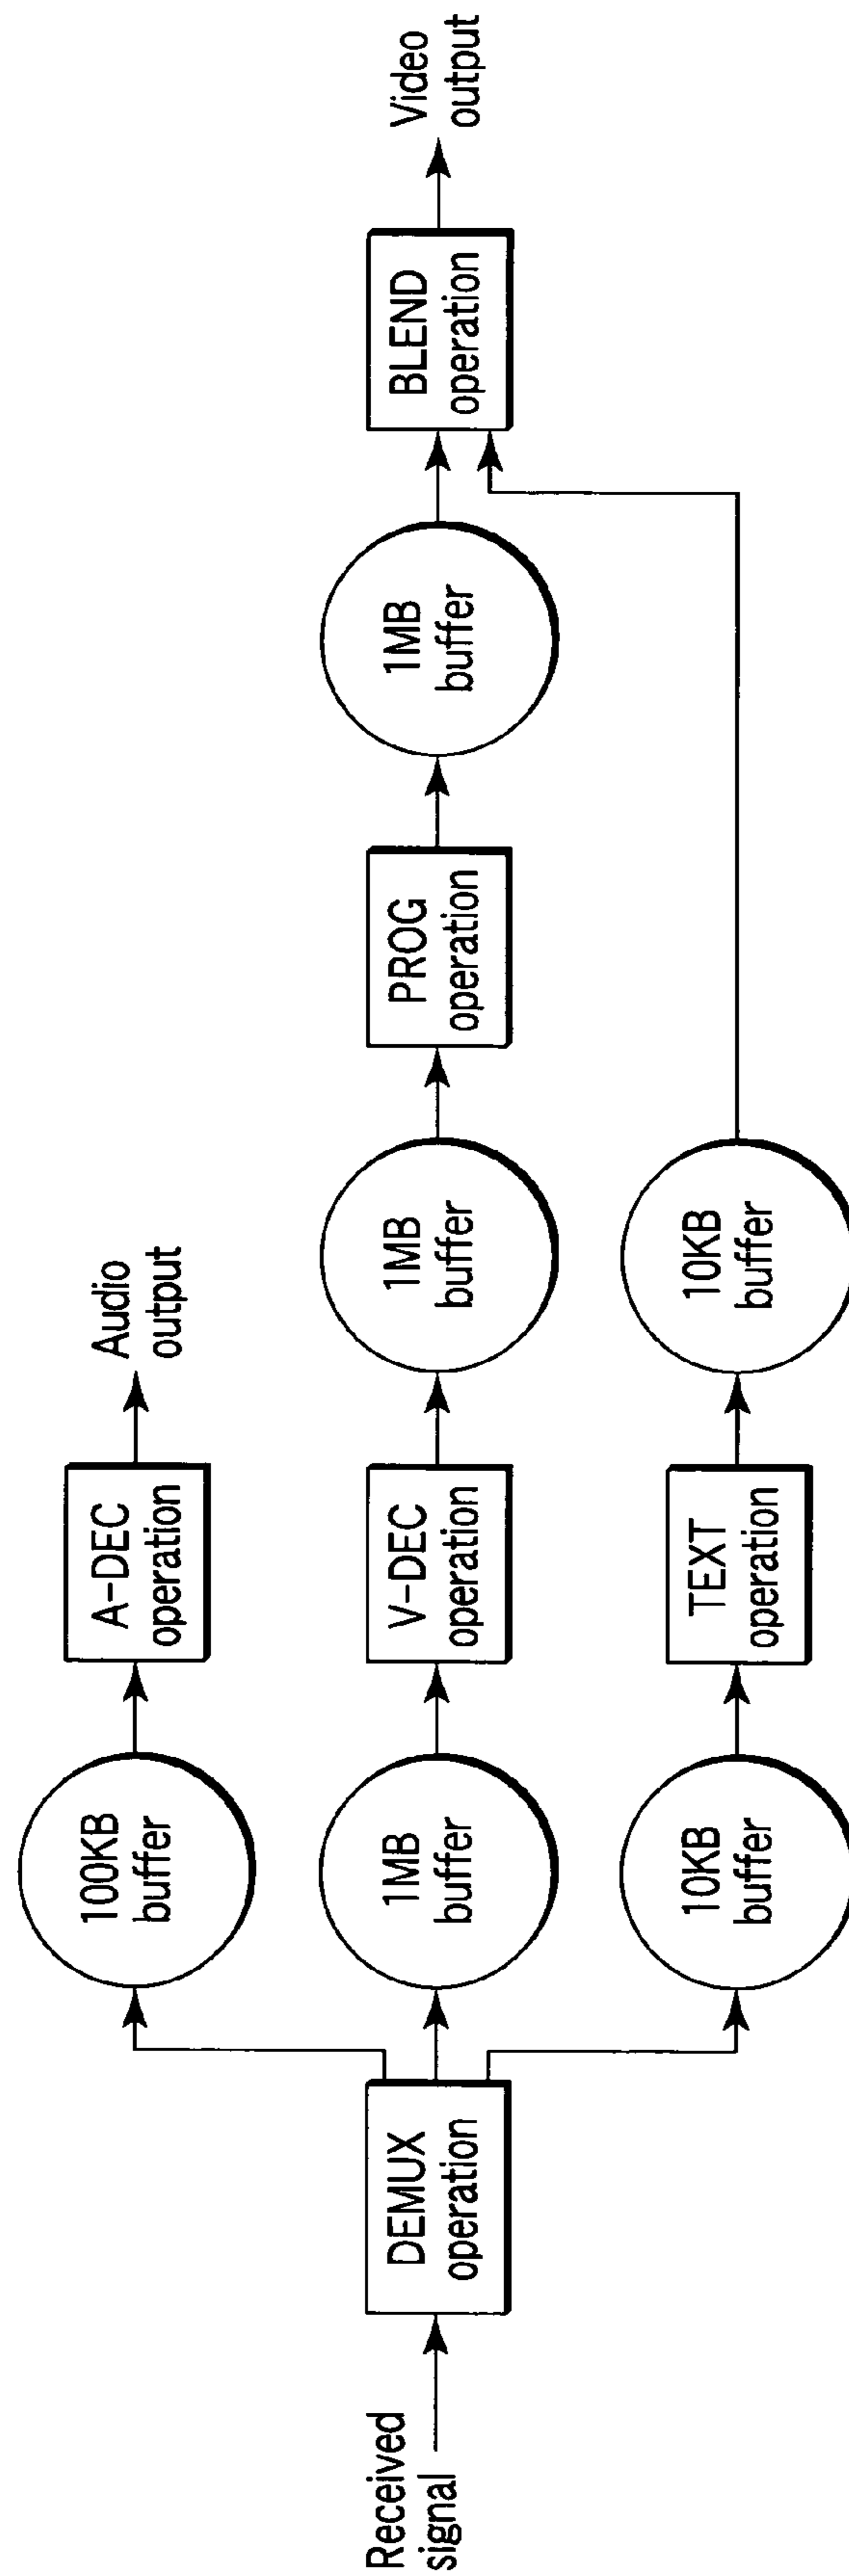 Received
signal
DEMUX
operation
100KB
buffer
A-DEC
operation
Audio
output
1MB
buffer
V-DEC
operation
1MB
buffer
PROG
operation
1MB
buffer
BLEND
operation
Video
output
10KB
buffer
TEXT
operation
10KB
buffer